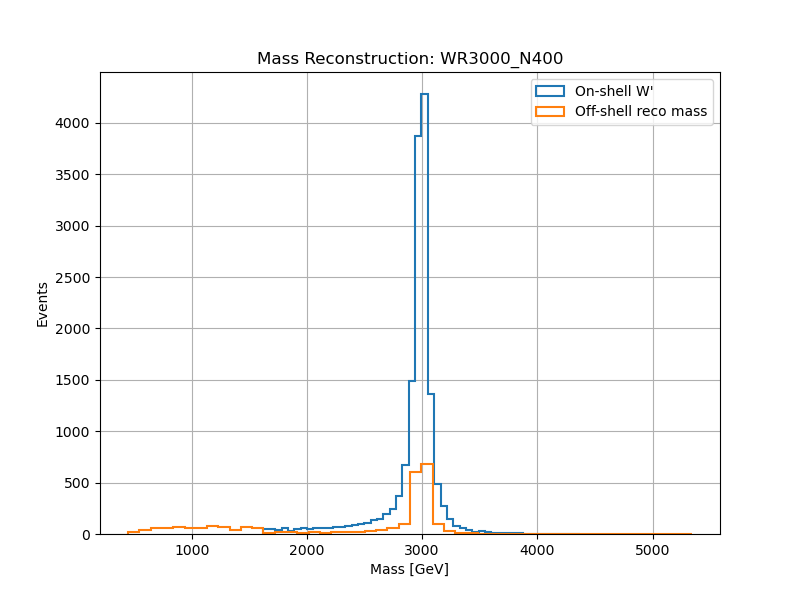 Mass Reconstruction: WR3000_N400
On-shell W'
Off-shell reco mass
4000
3500
3000
2500
2000
1500
1000
500
0
Events
1000 2000 3000 4000 5000
Mass [GeV]